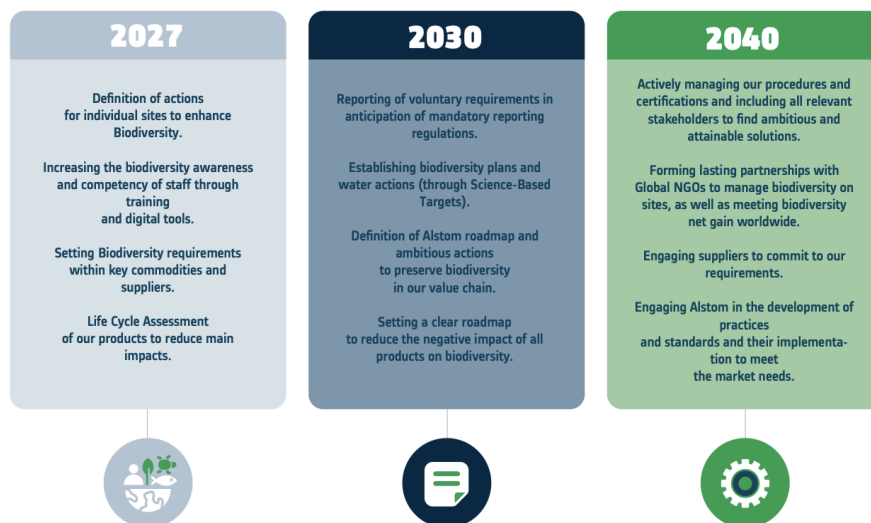 2027
Definition of actions
for individual sites to enhance
Biodiversity.
Increasing the biodiversity awareness
and competency of staff through
training
and digital tools.
Setting Biodiversity requirements
within key commodities and
suppliers.
Life Cycle Assessment
of our products to reduce main
impacts.
2030
Reporting of voluntary requirements in
anticipation of mandatory reporting
regulations.
Establishing biodiversity plans and
water actions (through Science-Based
Targets).
Definition of Alstom roadmap and
ambitious actions
to preserve biodiversity
in our value chain.
Setting a clear roadmap
to reduce the negative impact of all
products on biodiversity.
2040
Actively managing our procedures and
certifications and including all relevant
stakeholders to find ambitious and
attainable solutions.
Forming lasting partnerships with
Global NGOs to manage biodiversity on
sites, as well as meeting biodiversity
net gain worldwide.
Engaging suppliers to commit to our
requirements.
Engaging Alstom in the development of
practices
and standards and their implementa-
tion to meet
the market needs.